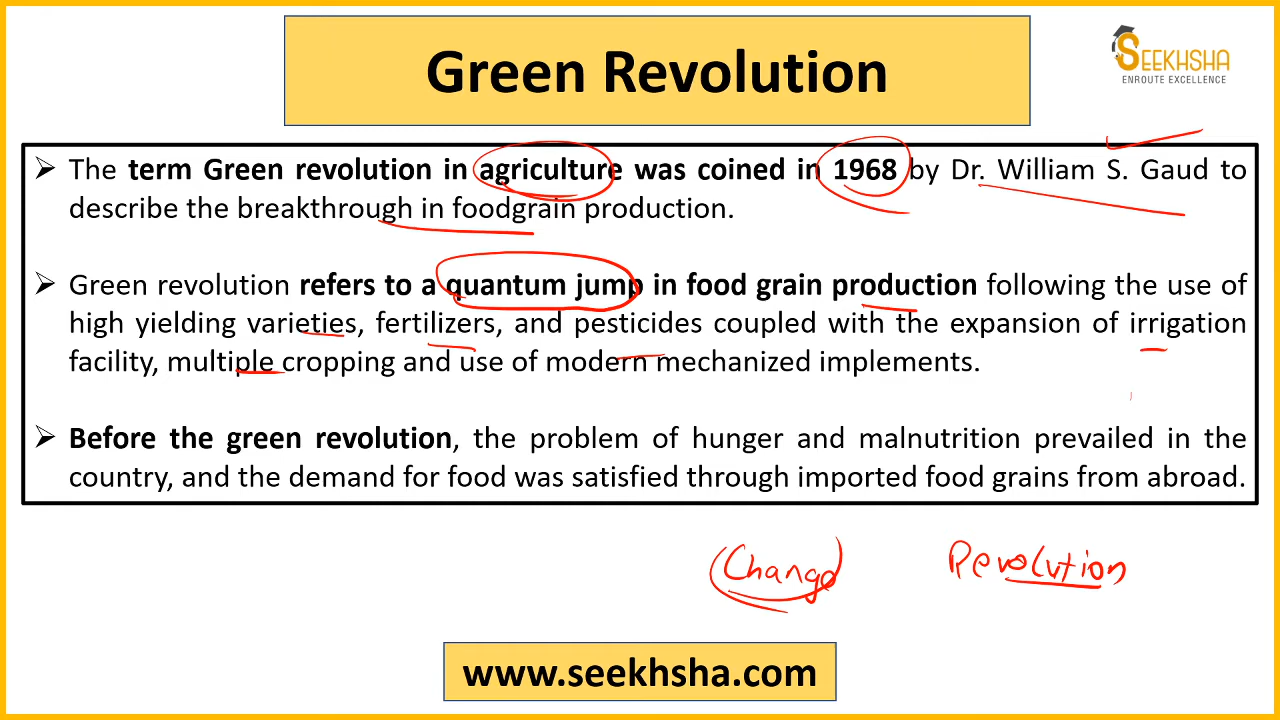 Green Revolution
SEEKHSHA
ENROUTE EXCELLENCE
➢ The term Green revolution in agriculture was coined in 1968 by Dr. William S. Gaud to
describe the breakthrough in foodgrain production.
➢ Green revolution refers to a quantum jump in food grain production following the use of
high yielding varieties, fertilizers, and pesticides coupled with the expansion of irrigation
facility, multiple cropping and use of modern mechanized implements.
➢ Before the green revolution, the problem of hunger and malnutrition prevailed in the
country, and the demand for food was satisfied through imported food grains from abroad.
Change Revolution
www.seekhsha.com